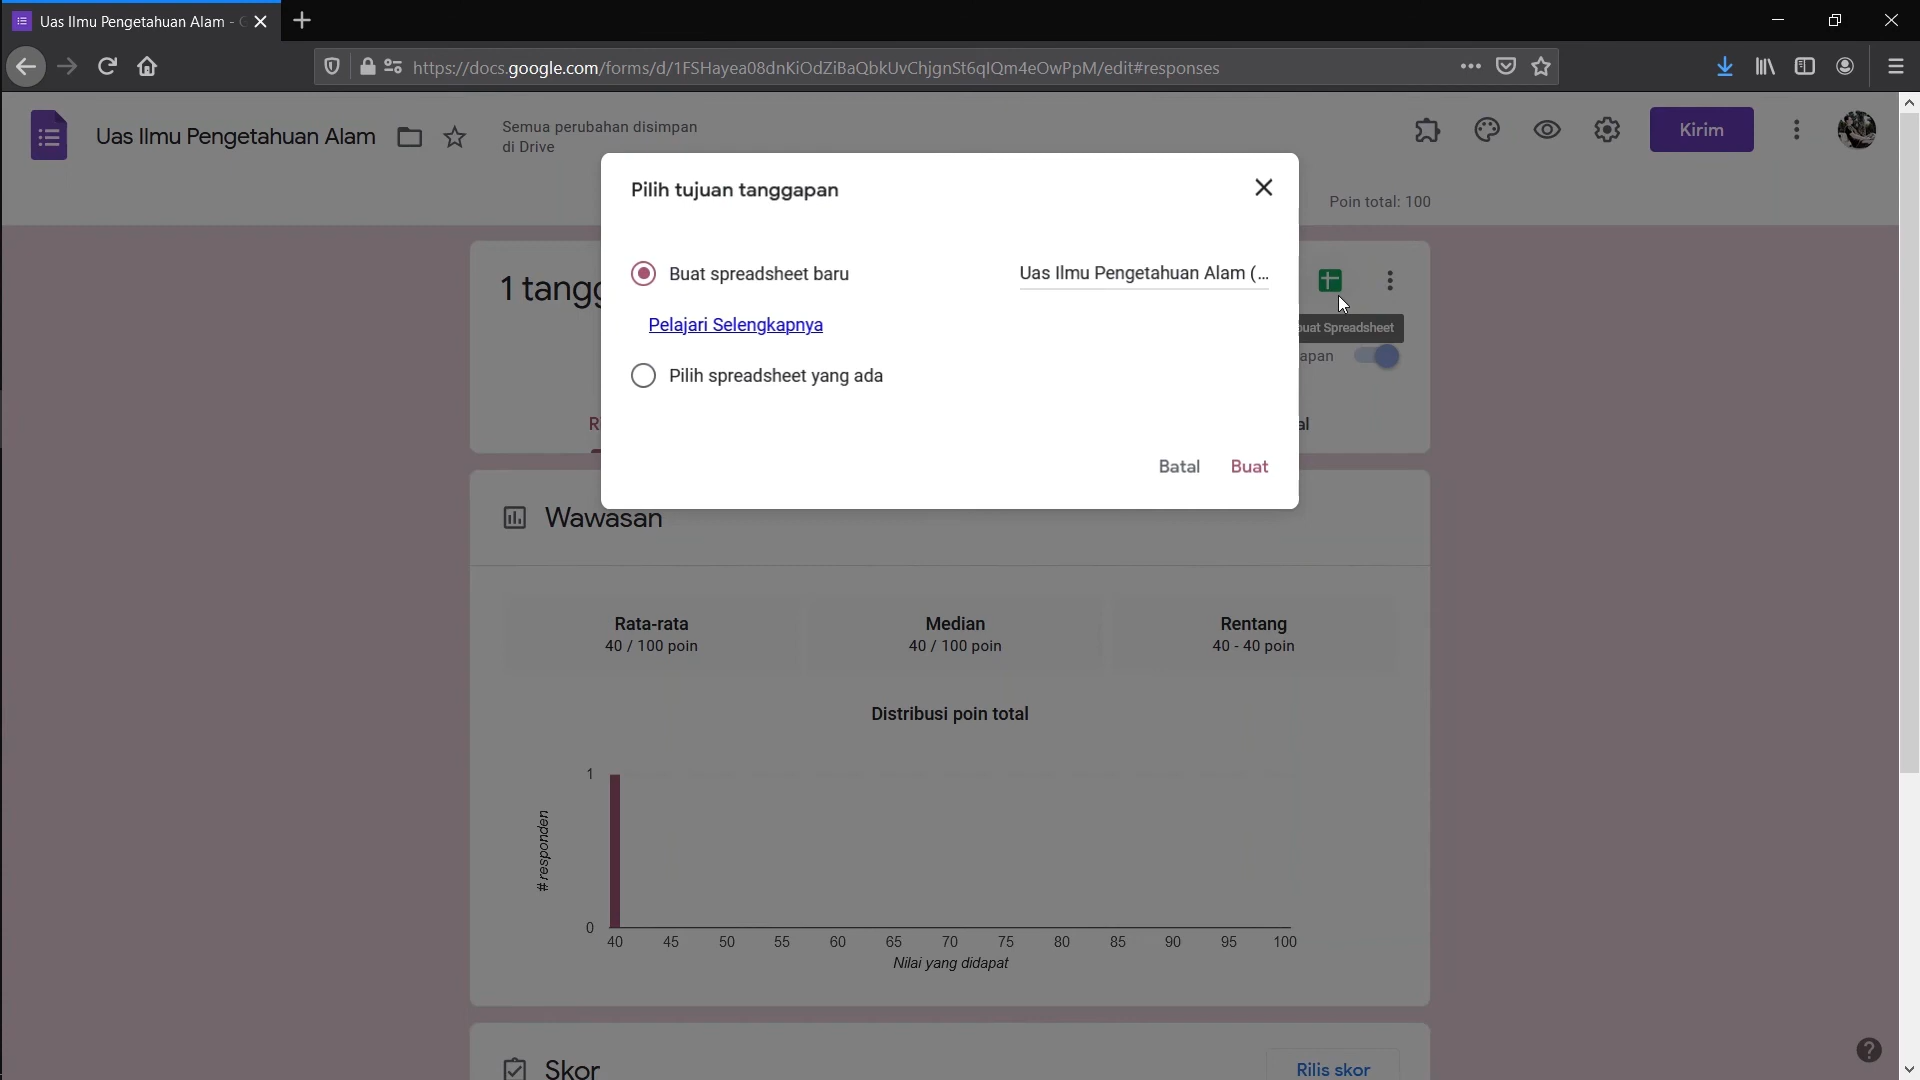 Uas Ilmu Pengetahuan Alam - G
https://docs.google.com/forms/d/1FSHayea08dnKiOdZiBaQbkUvChjgnSt6qIQm4eOwPpM/edit#responses
Uas Ilmu Pengetahuan Alam
Semua perubahan disimpan
di Drive
Kirim
Poin total: 100
Pilih tujuan tanggapan
Buat spreadsheet baru
Uas Ilmu Pengetahuan Alam (...
Pelajari Selengkapnya
Pilih spreadsheet yang ada
Batal
Buat
1 tangg
buat Spreadsheet
apan
R
al
Wawasan
Rata-rata
40 / 100 poin
Median
40 / 100 poin
Rentang
40 - 40 poin
Distribusi poin total
# responden
1
0
40 45 50 55 60 65 70 75 80 85 90 95 100
Nilai yang didapat
Skor
Rilis skor